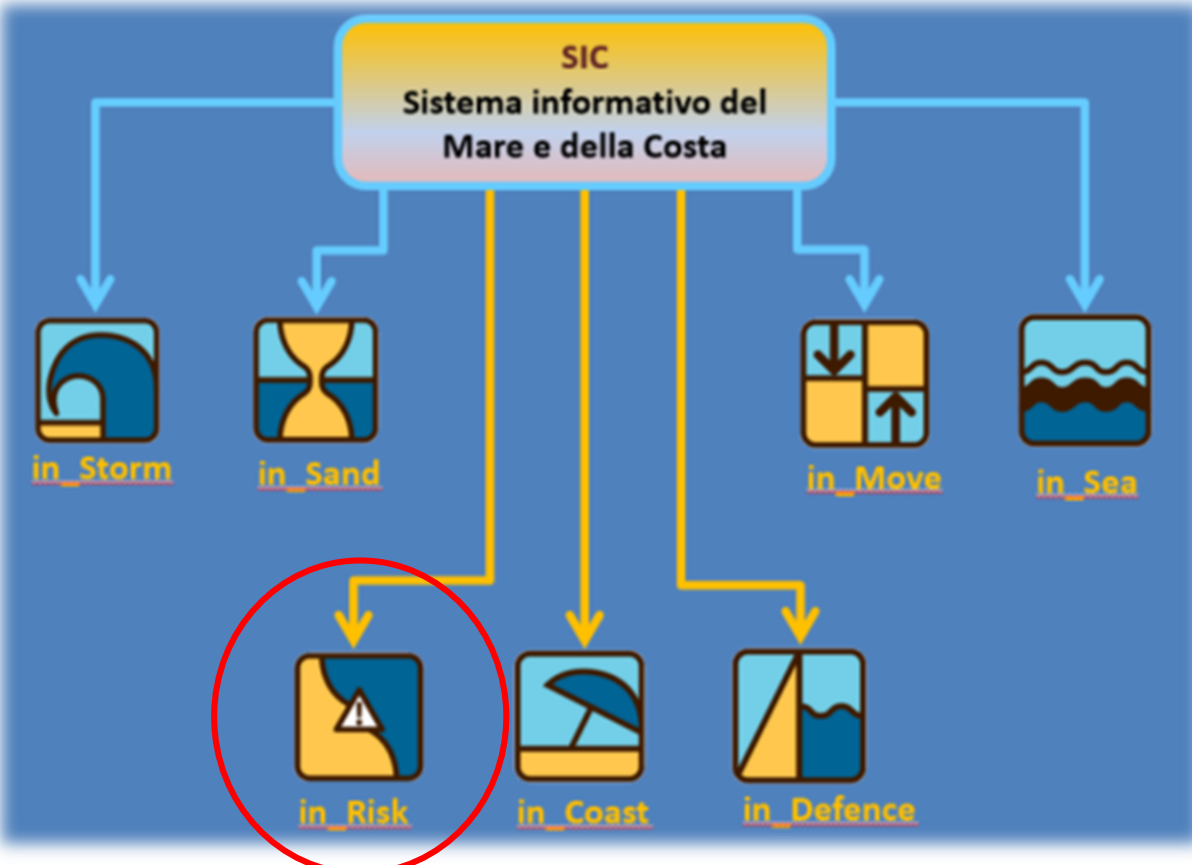 SIC
Sistema informativo del
Mare e della Costa
in_Storm
in_Sand
in_Move
in_Sea
in_Risk
in_Coast
in_Defence